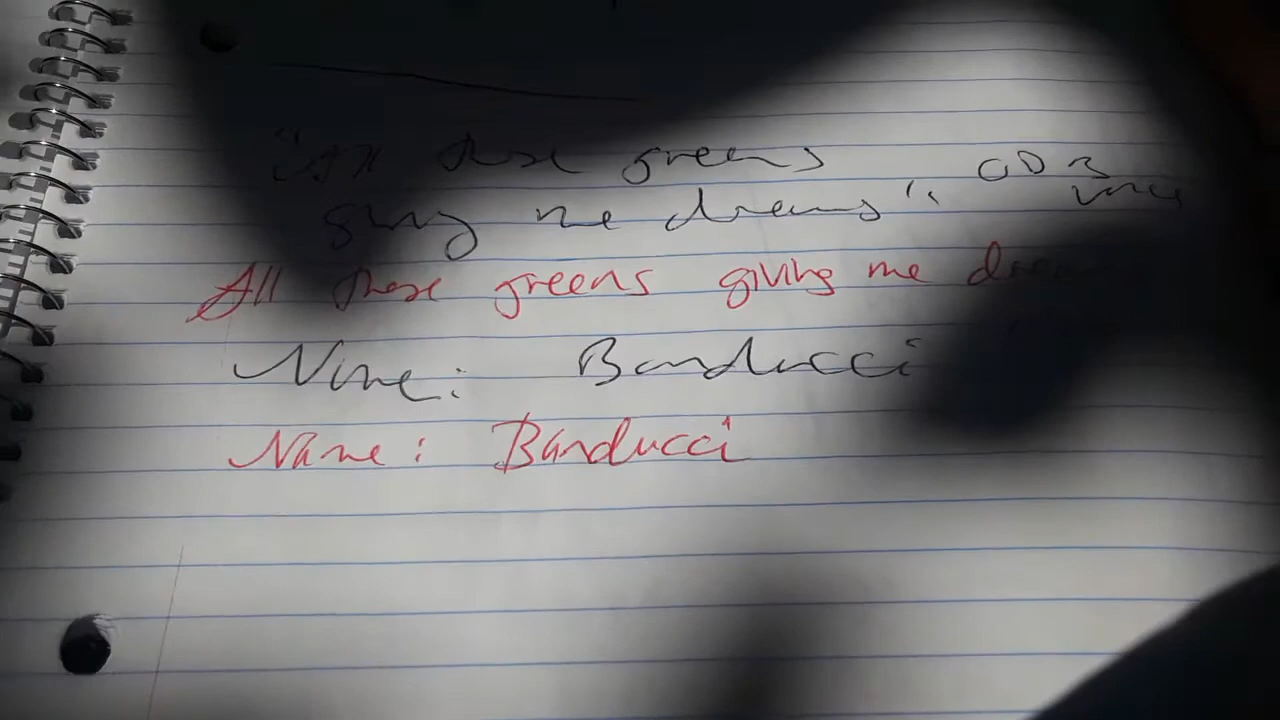 "All these greens
giving me dreams"
All these greens giving me
Name: Banducci
Name: Banducci